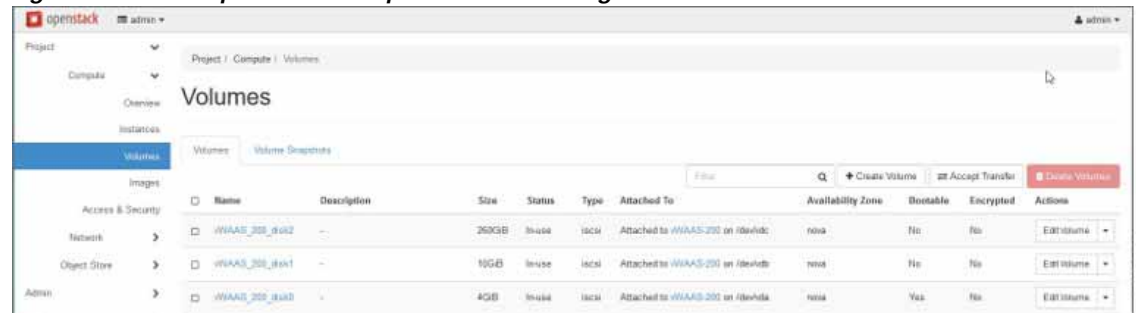 openstack admin
admin
Project
Project / Compute / Volumes
Compute
Overview
Volumes
Instances
Volumes
Volumes Volume Snapshots
Filter + Create Volume Accept Transfer Delete Volumes
Images
Access & Security
Name Description Size Status Type Attached To Availability Zone Bootable Encrypted Actions
Network
vWAAS_200_disk2 - 260GiB In-use iscsi Attached to vWAAS-200 on /dev/vdc nova No No Edit Volume
Object Store
vWAAS_200_disk1 - 10GiB In-use iscsi Attached to vWAAS-200 on /dev/vdb nova No No Edit Volume
Admin
vWAAS_200_disk0 - 4GiB In-use iscsi Attached to vWAAS-200 on /dev/vda nova Yes No Edit Volume